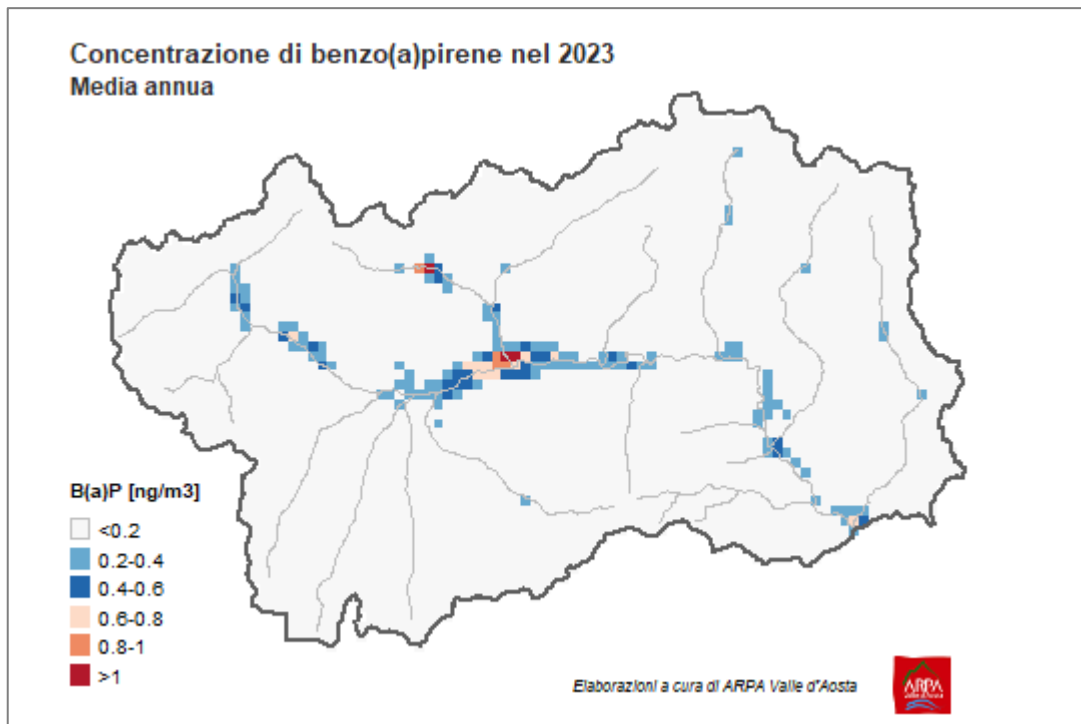 Concentrazione di benzo(a)pirene nel 2023
Media annua
B(a)P [ng/m3]
<0.2
0.2-0.4
0.4-0.6
0.6-0.8
0.8-1
>1
Elaborazioni a cura di ARPA Valle d'Aosta
ARPA